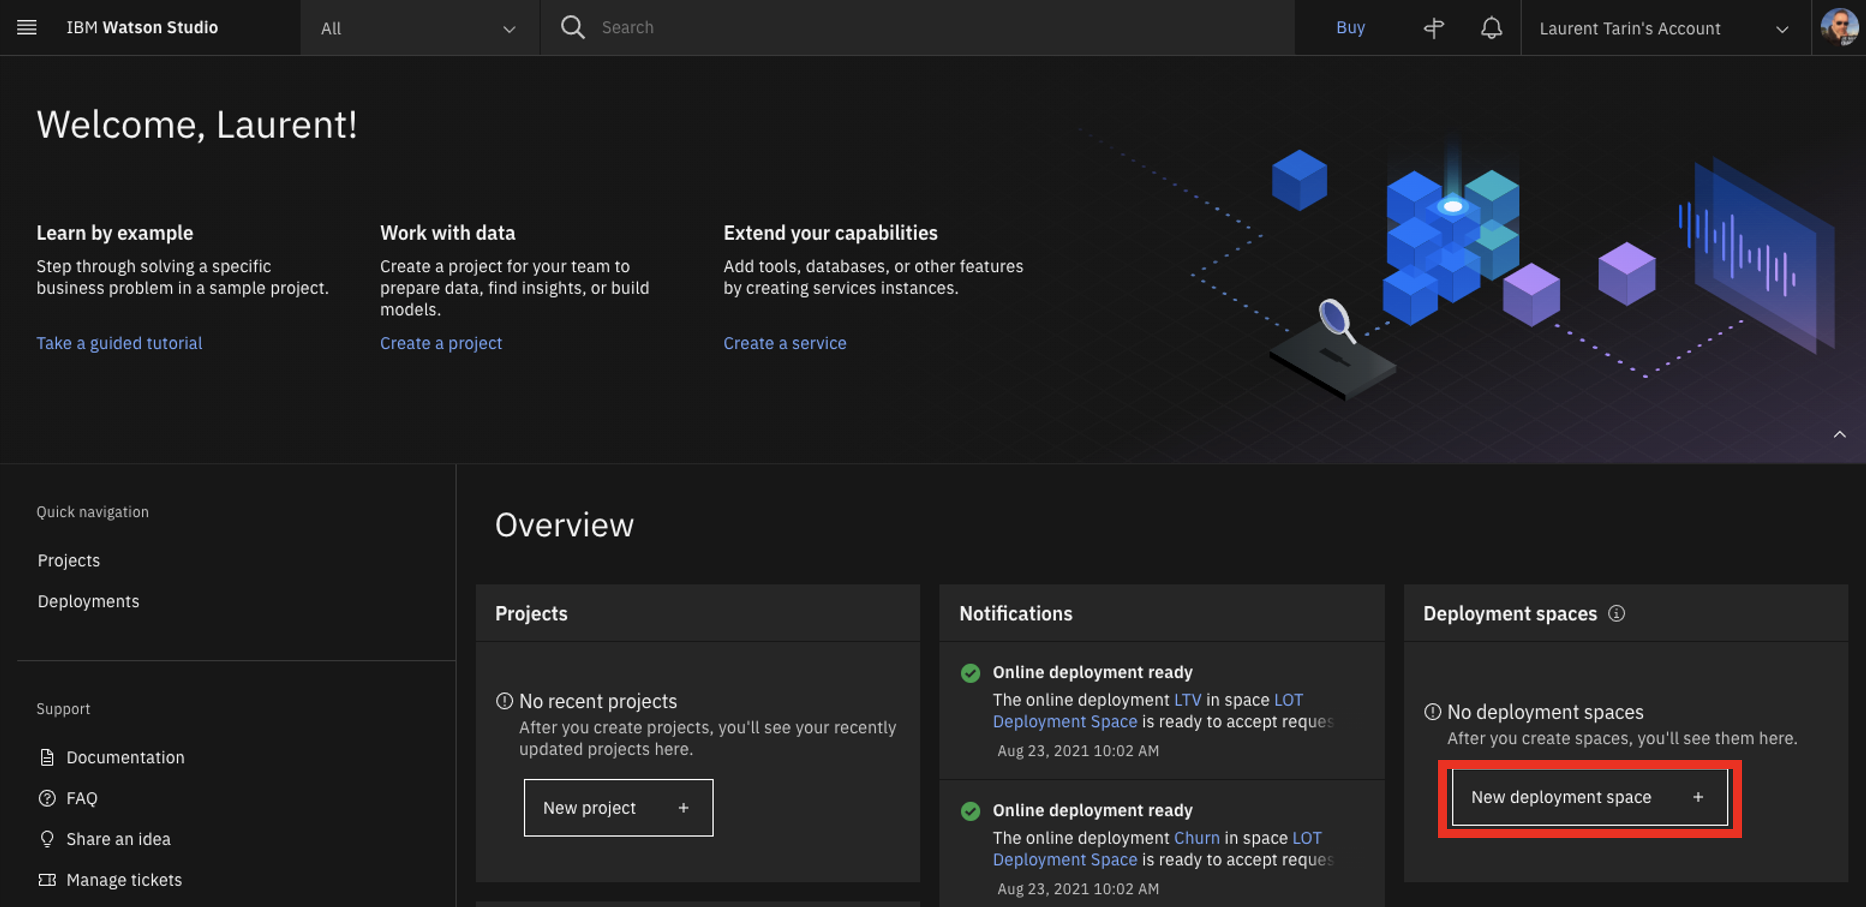 IBM Watson Studio
All
Search
Buy
Laurent Tarin's Account
Welcome, Laurent!
Learn by example
Step through solving a specific
business problem in a sample project.
Take a guided tutorial
Work with data
Create a project for your team to
prepare data, find insights, or build
models.
Create a project
Extend your capabilities
Add tools, databases, or other features
by creating services instances.
Create a service
Quick navigation
Projects
Deployments
Support
Documentation
FAQ
Share an idea
Manage tickets
Overview
Projects
No recent projects
After you create projects, you'll see your recently
updated projects here.
New project +
Notifications
Online deployment ready
The online deployment LTV in space LOT
Deployment Space is ready to accept reques
Aug 23, 2021 10:02 AM
Online deployment ready
The online deployment Churn in space LOT
Deployment Space is ready to accept reques
Aug 23, 2021 10:02 AM
Deployment spaces
No deployment spaces
After you create spaces, you'll see them here.
New deployment space +